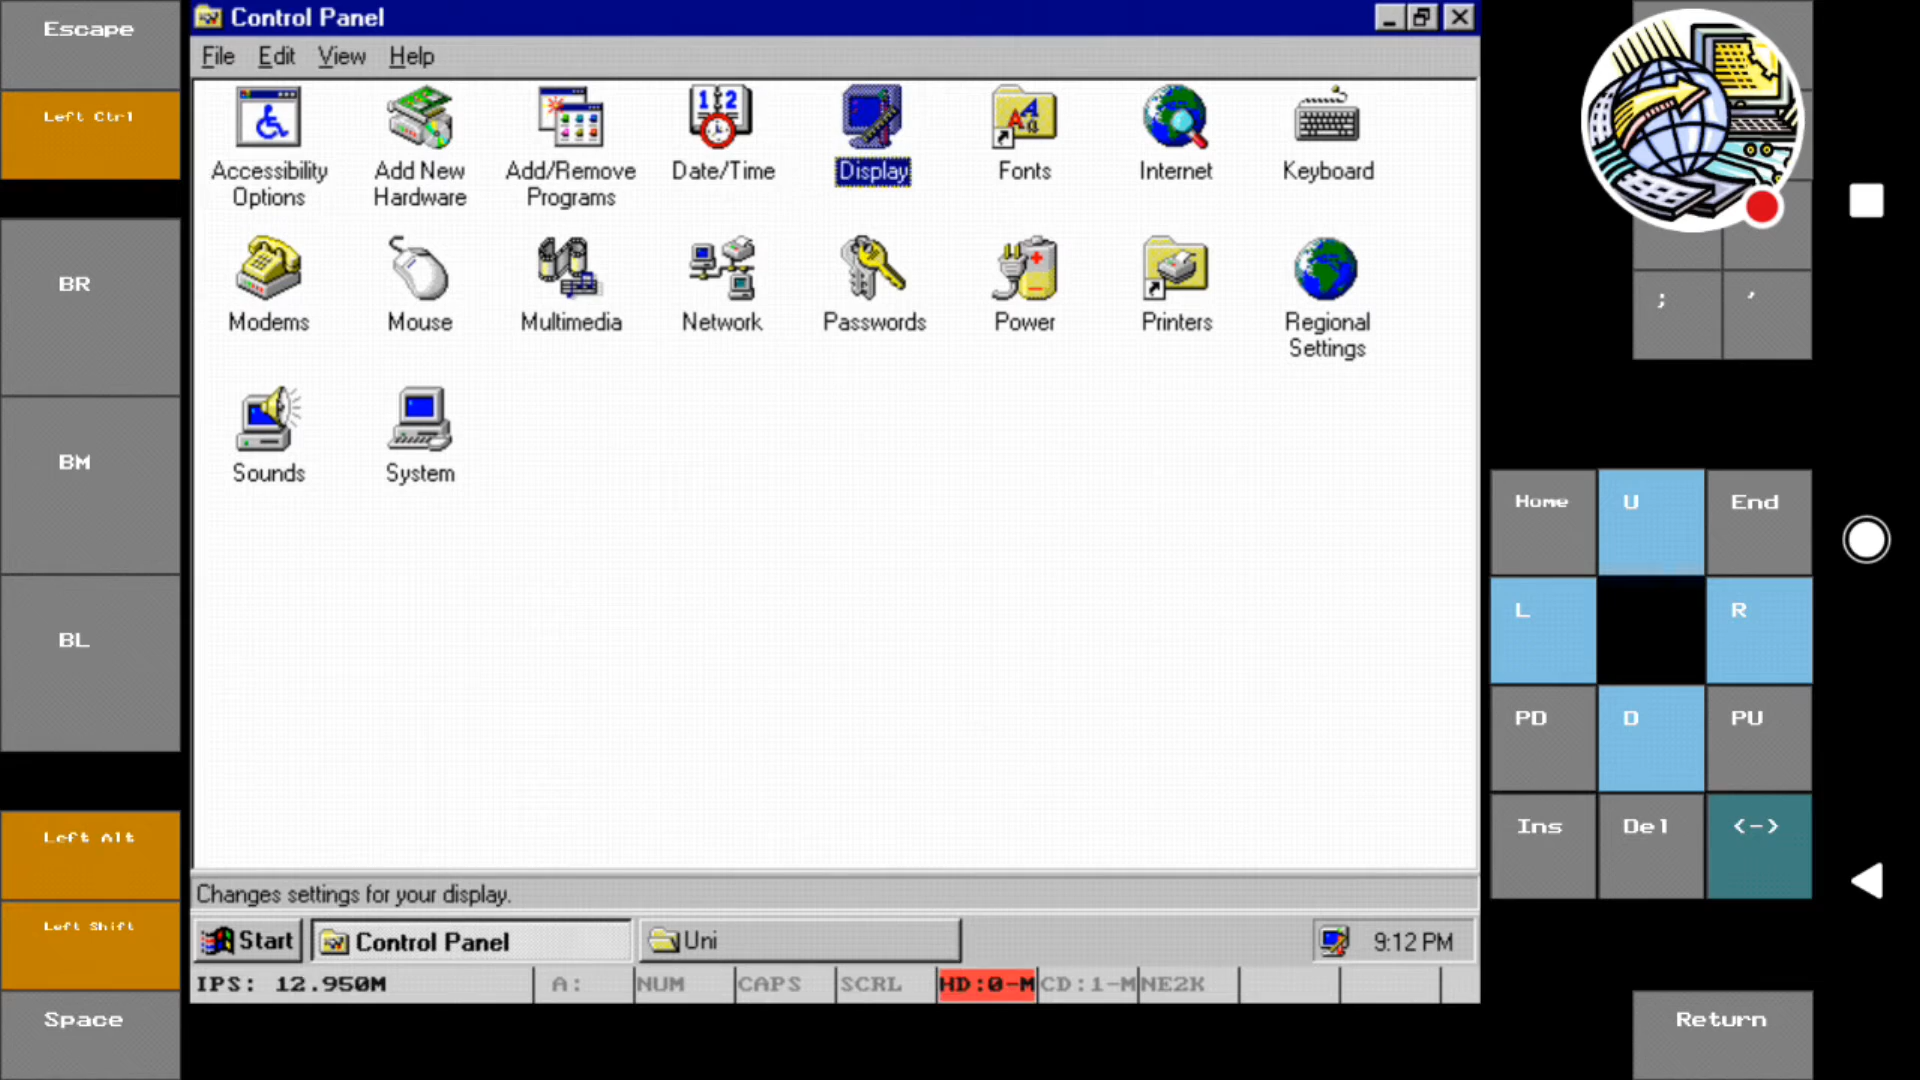 Escape
Left Ctrl
BR
BM
BL
Left Alt
Left Shift
Space
Control Panel
File Edit View Help
Accessibility Options
Add New Hardware
Add/Remove Programs
Date/Time
Display
Fonts
Internet
Keyboard
Modems
Mouse
Multimedia
Network
Passwords
Power
Printers
Regional Settings
Sounds
System
Changes settings for your display.
Start Control Panel Uni 9:12 PM
IPS: 12.950M A: NUM CAPS SCRL HD:0-M CD:1-M NE2K
; ,
Home U End
L R
PD D PU
Ins Del <->
Return